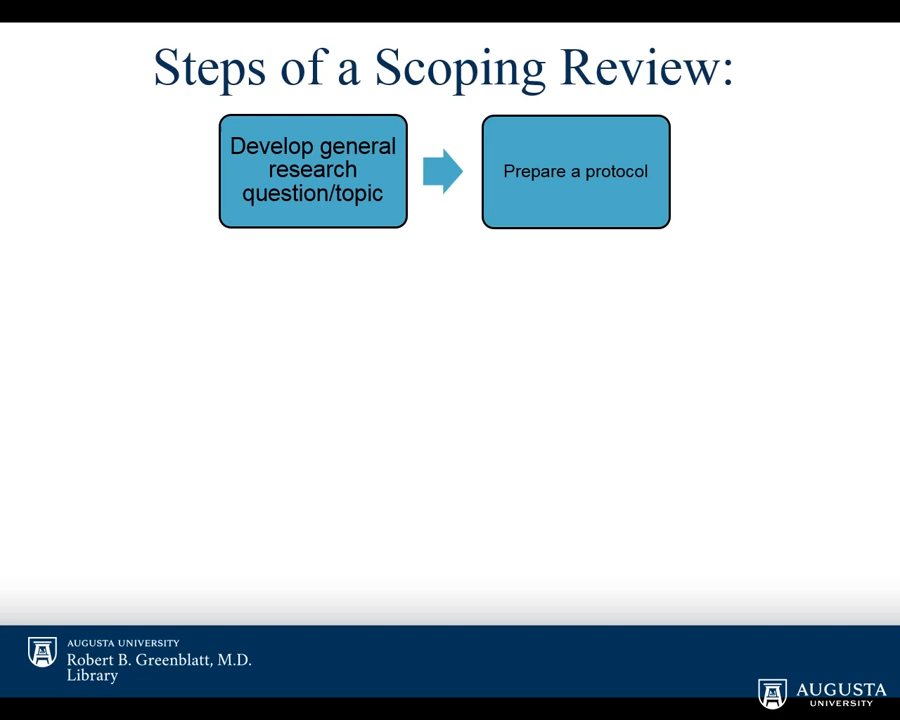 Steps of a Scoping Review:
Develop general
research
question/topic
Prepare a protocol
AUGUSTA UNIVERSITY
Robert B. Greenblatt, M.D.
Library
AUGUSTA
UNIVERSITY